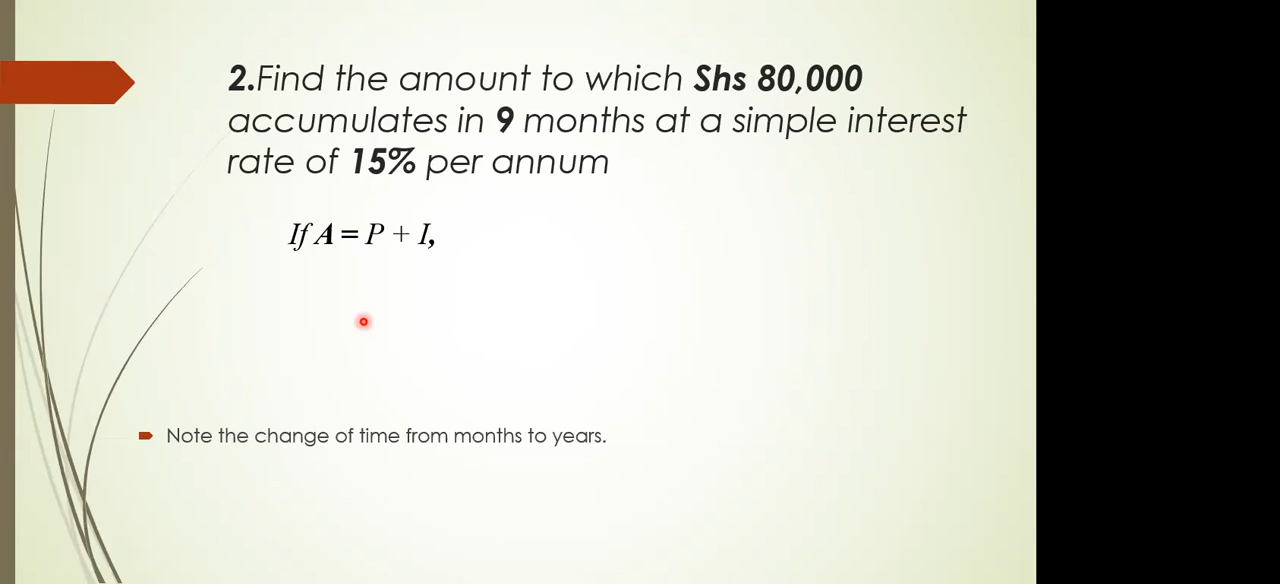 2.Find the amount to which Shs 80,000
accumulates in 9 months at a simple interest
rate of 15% per annum
If A = P + I,
Note the change of time from months to years.